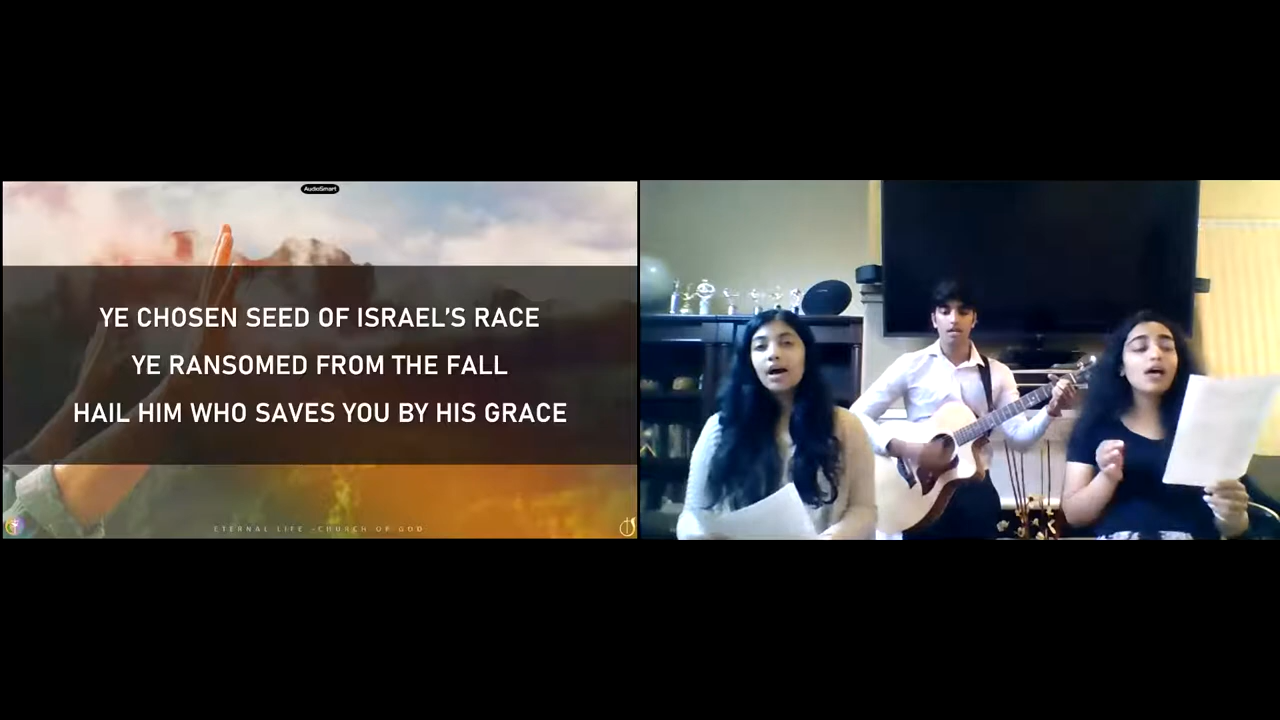 AudioSmart
YE CHOSEN SEED OF ISRAEL'S RACE
YE RANSOMED FROM THE FALL
HAIL HIM WHO SAVES YOU BY HIS GRACE
ETERNAL LIFE -CHURCH OF GOD